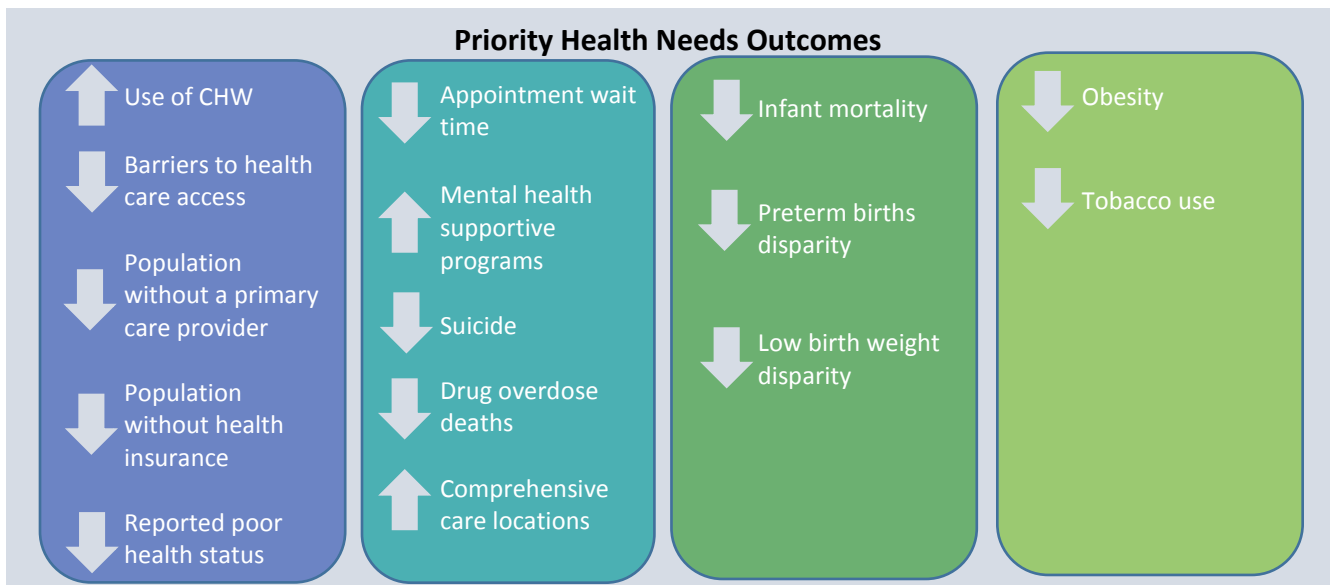 Priority Health Needs Outcomes
Use of CHW
Barriers to health
care access
Population
without a primary
care provider
Population
without health
insurance
Reported poor
health status
Appointment wait
time
Mental health
supportive
programs
Suicide
Drug overdose
deaths
Comprehensive
care locations
Infant mortality
Preterm births
disparity
Low birth weight
disparity
Obesity
Tobacco use